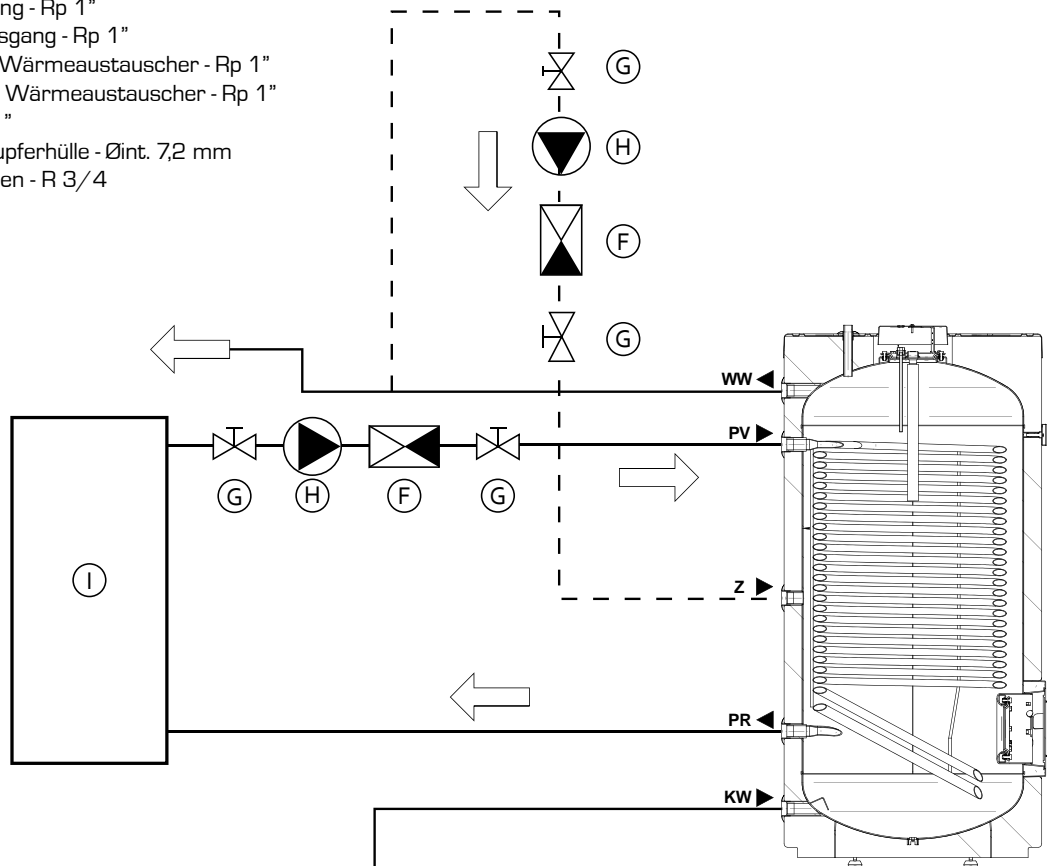 ng - Rp 1”
sgang - Rp 1”
Wärmeaustauscher - Rp 1”
Wärmeaustauscher - Rp 1”
”
upferhülle - Øint. 7,2 mm
en - R 3/4
G
H
F
G
WW
PV
G
H
F
G
I
Z
PR
KW